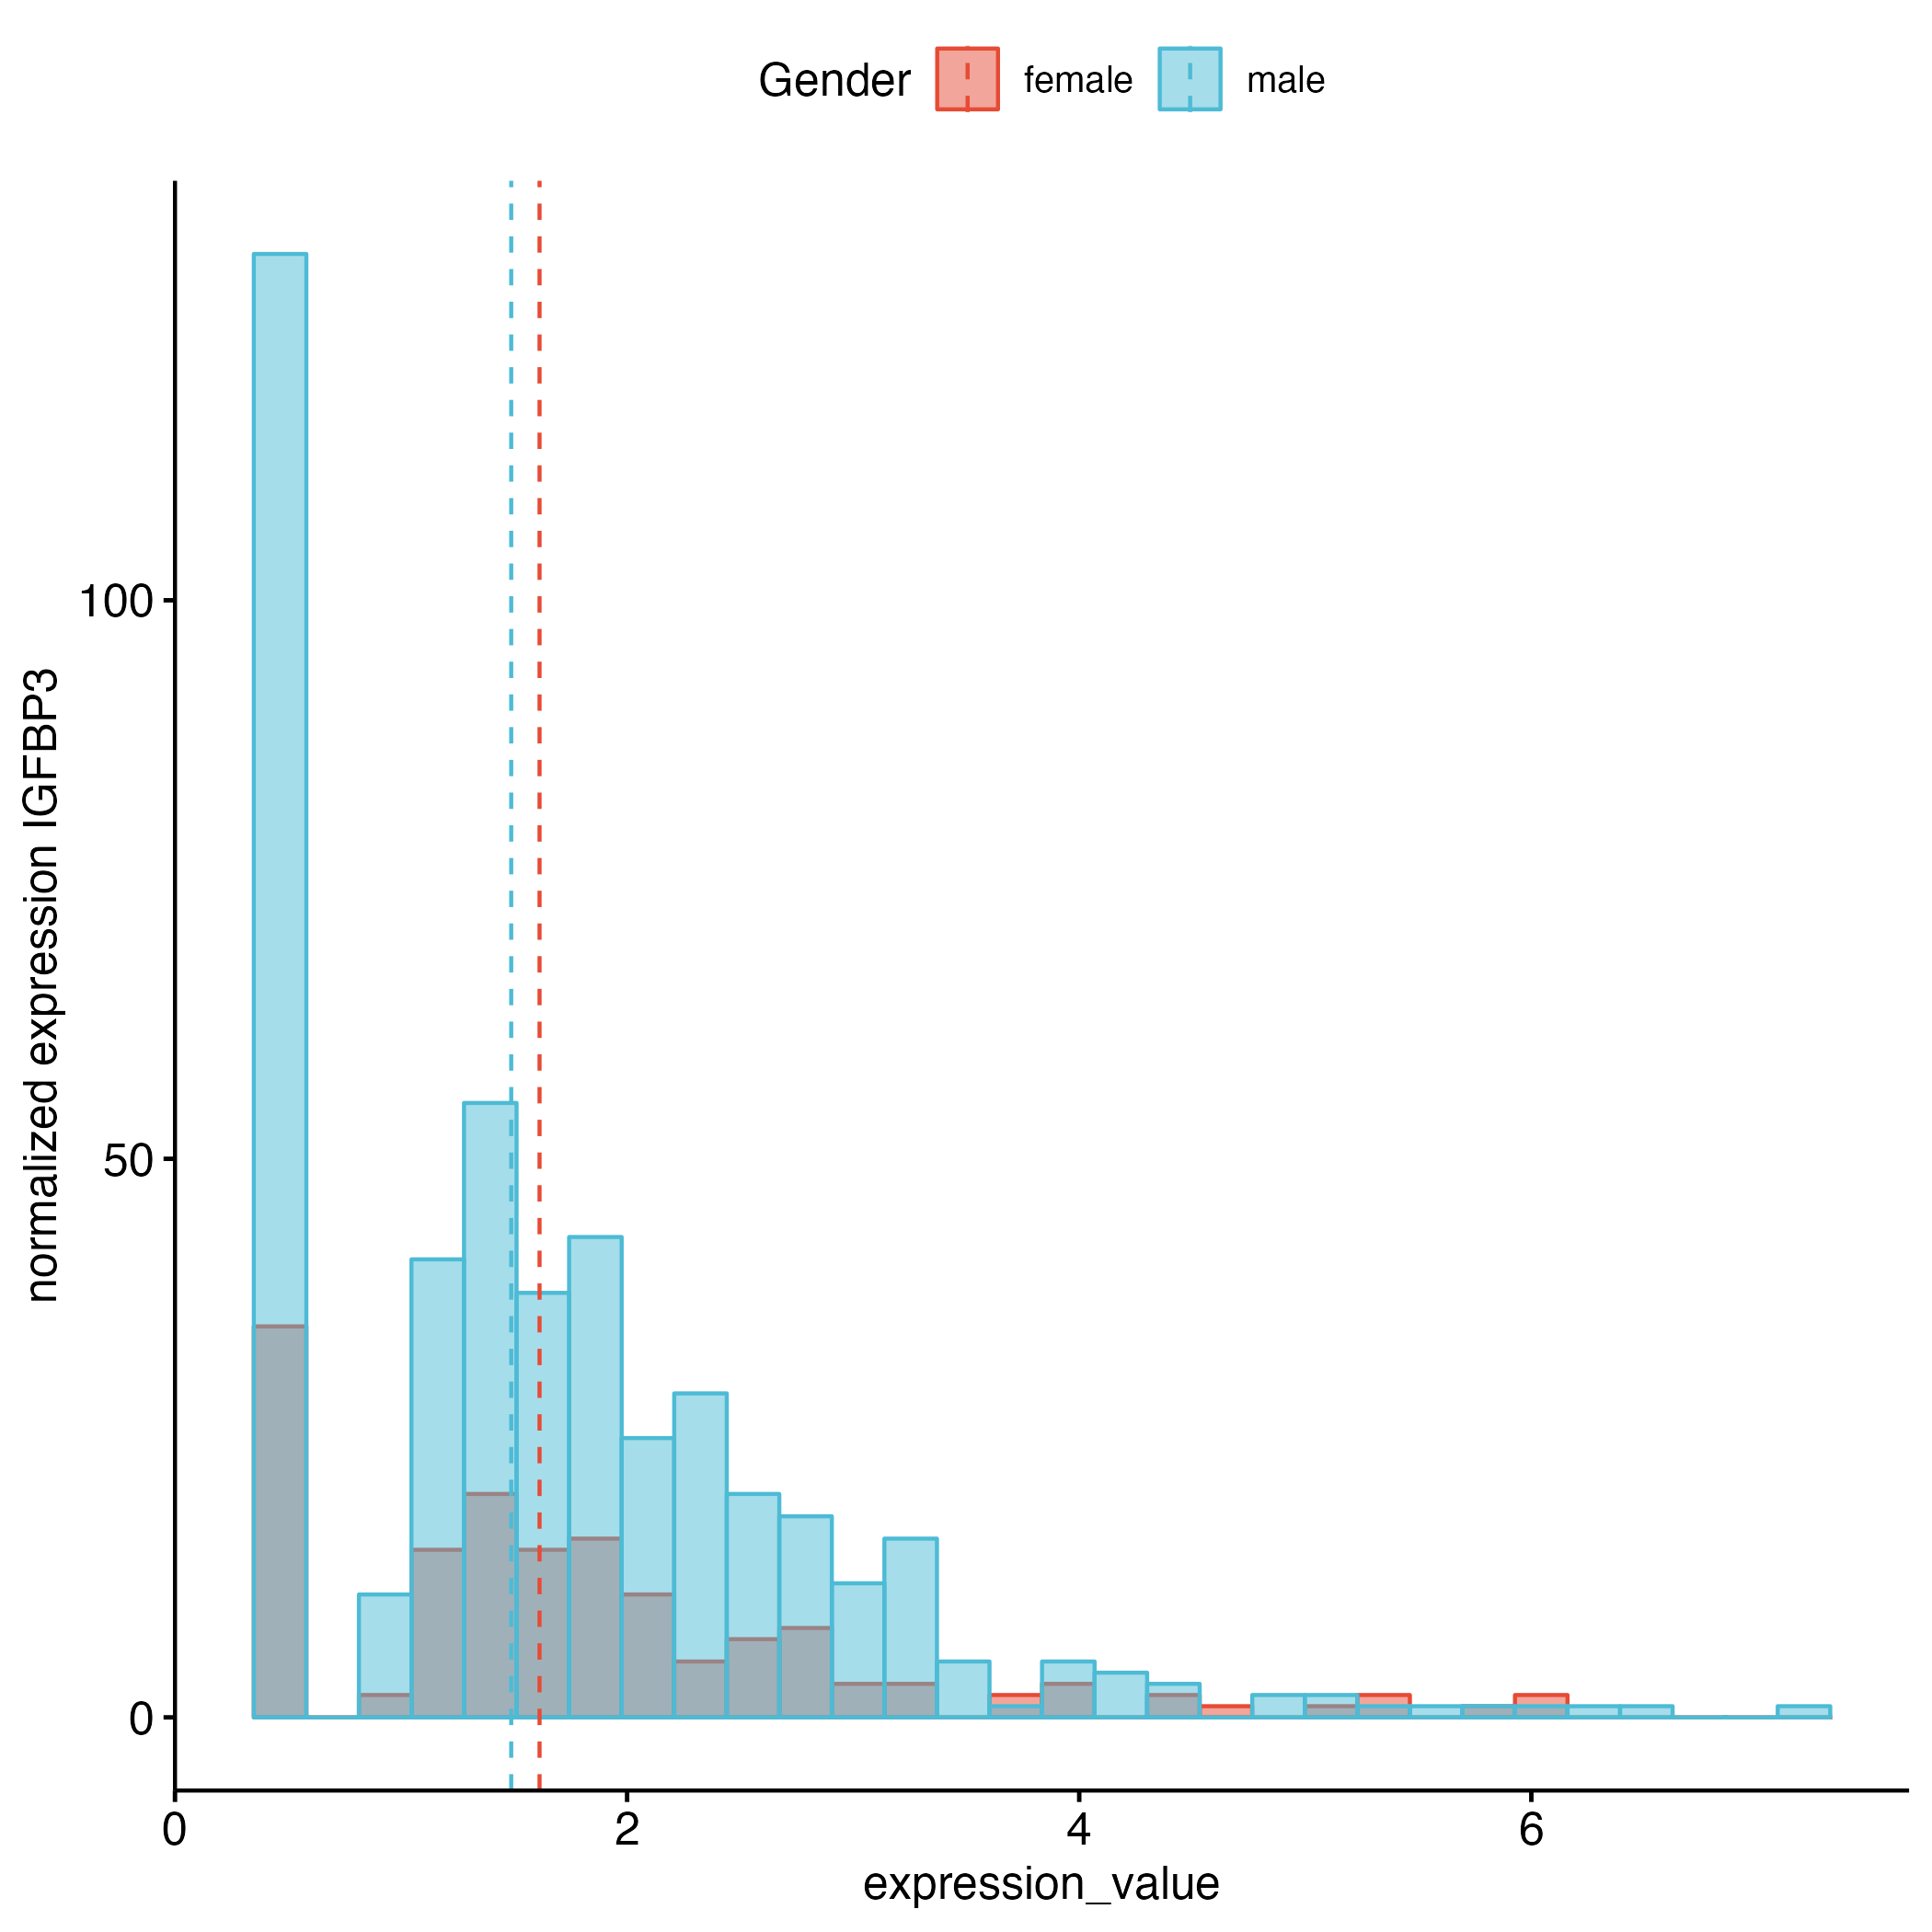 Gender female male
normalized expression IGFBP3
100
50
0
0 2 4 6
expression_value